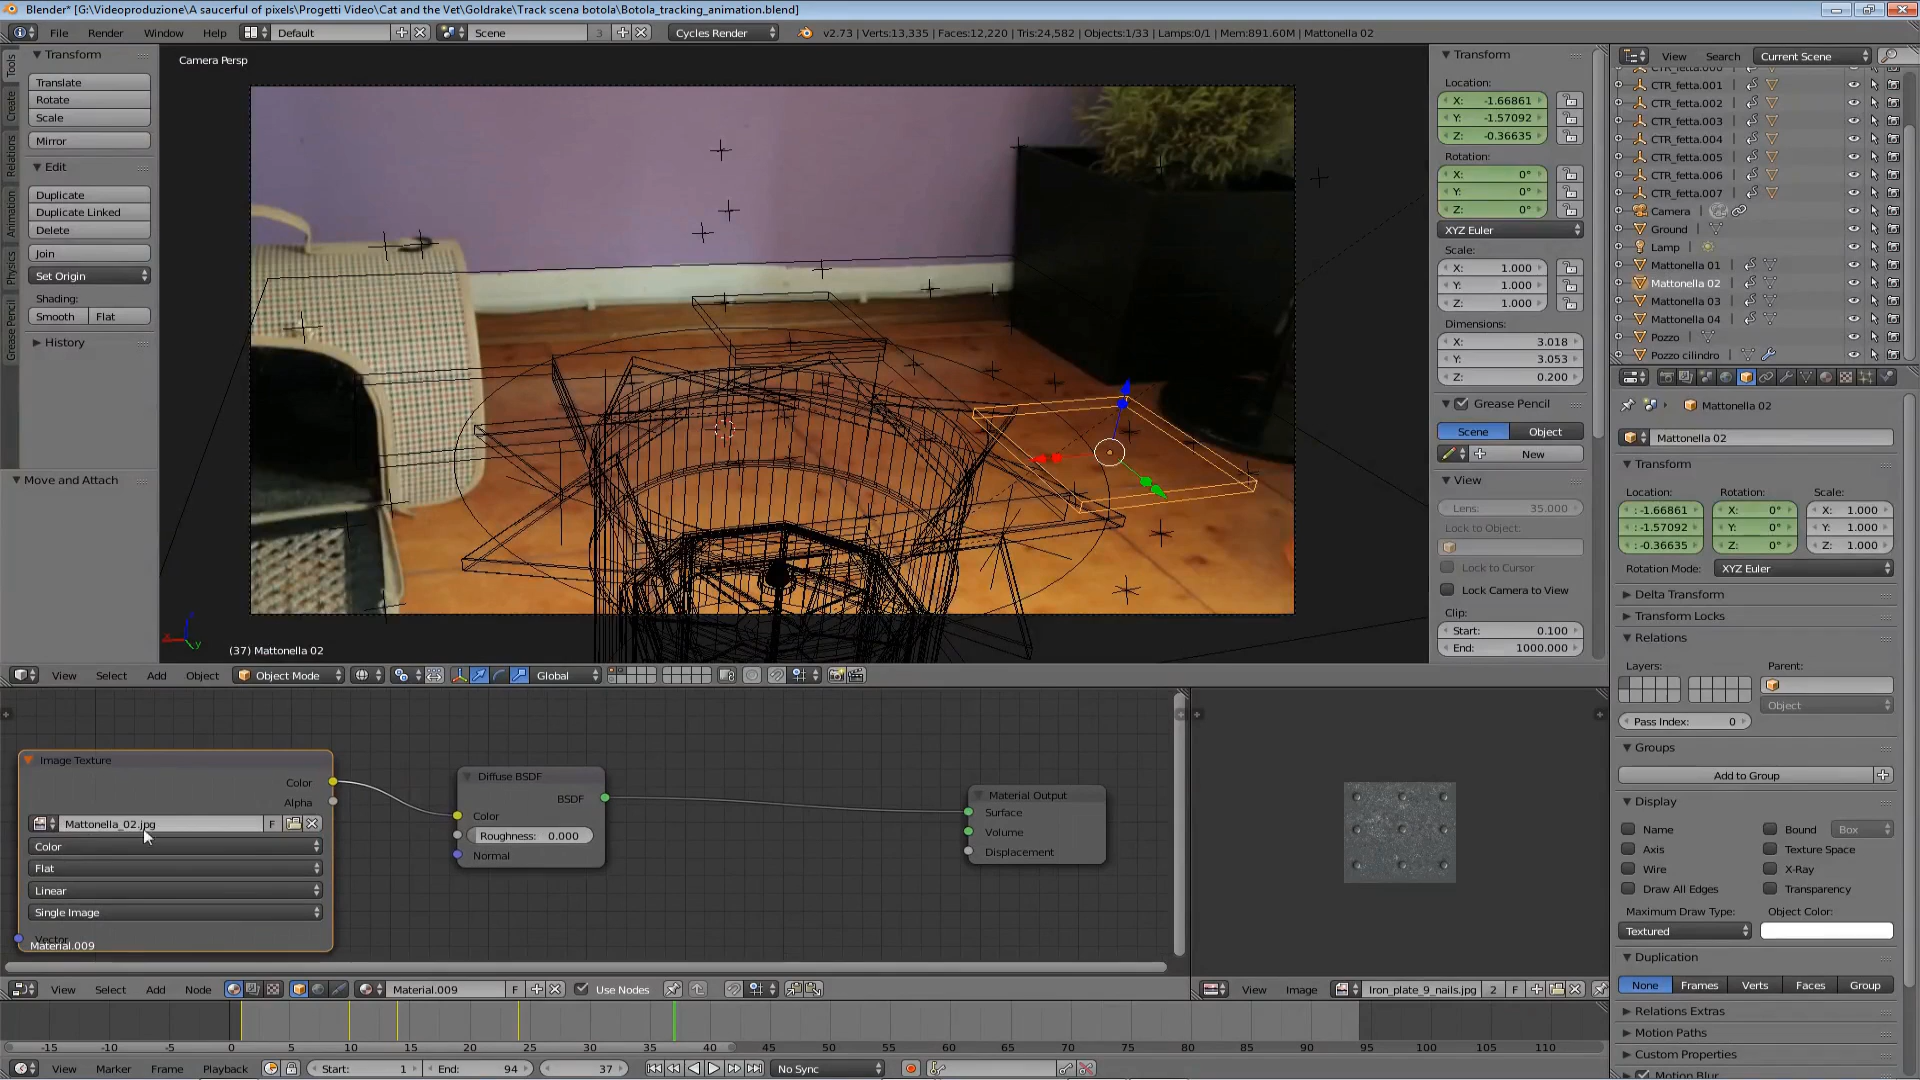 Blender* [G:\Videoproduzione\A saucerful of pixels\Progetti Video\Cat and the Vet\Goldrake\Track scena botola\Botola_tracking_animation.blend]
File Render Window Help Default Scene 3 Cycles Render v2.73 | Verts:13,335 | Faces:12,220 | Tris:24,582 | Objects:1/33 | Lamps:0/1 | Mem:891.60M | Mattonella 02
Tools
Create
Relations
Animation
Physics
Grease Pencil
Transform
Translate
Rotate
Scale
Mirror
Edit
Duplicate
Duplicate Linked
Delete
Join
Set Origin
Shading:
Smooth Flat
History
Move and Attach
Camera Persp
(37) Mattonella 02
View Select Add Object Object Mode Global
Transform
Location:
X: -1.66861
Y: -1.57092
Z: -0.36635
Rotation:
X: 0°
Y: 0°
Z: 0°
XYZ Euler
Scale:
X: 1.000
Y: 1.000
Z: 1.000
Dimensions:
X: 3.018
Y: 3.053
Z: 0.200
Grease Pencil
Scene Object
New
View
Lens: 35.000
Lock to Object:
Lock to Cursor
Lock Camera to View
Clip:
Start: 0.100
End: 1000.000
View Search Current Scene
CTR_fetta.001
CTR_fetta.002
CTR_fetta.003
CTR_fetta.004
CTR_fetta.005
CTR_fetta.006
CTR_fetta.007
Camera
Ground
Lamp
Mattonella 01
Mattonella 02
Mattonella 03
Mattonella 04
Pozzo
Pozzo cilindro
Mattonella 02
Mattonella 02
Transform
Location: Rotation: Scale:
: -1.66861 X: 0° X: 1.000
: -1.57092 Y: 0° Y: 1.000
: -0.36635 Z: 0° Z: 1.000
Rotation Mode: XYZ Euler
Delta Transform
Transform Locks
Relations
Layers: Parent:
Object
Pass Index: 0
Groups
Add to Group
Display
Name Bound Box
Axis Texture Space
Wire X-Ray
Draw All Edges Transparency
Maximum Draw Type: Object Color:
Textured
Duplication
None Frames Verts Faces Group
Relations Extras
Motion Paths
Custom Properties
Motion Blur
Image Texture
Color
Alpha
Mattonella_02.jpg F
Color
Flat
Linear
Single Image
Vector
Material.009
Diffuse BSDF
BSDF
Color
Roughness: 0.000
Normal
Material Output
Surface
Volume
Displacement
View Select Add Node Material.009 F Use Nodes
View Image Iron_plate_9_nails.jpg 2 F
-15 -10 -5 0 5 10 15 20 25 30 35 40 45 50 55 60 65 70 75 80 85 90 95 100 105 110
View Marker Frame Playback Start: 1 End: 94 37 No Sync